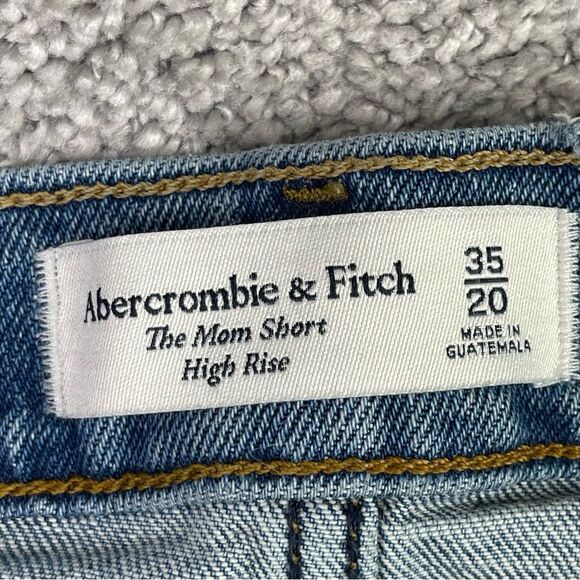 Abercrombie & Fitch
The Mom Short
High Rise
35
20
MADE IN
GUATEMALA